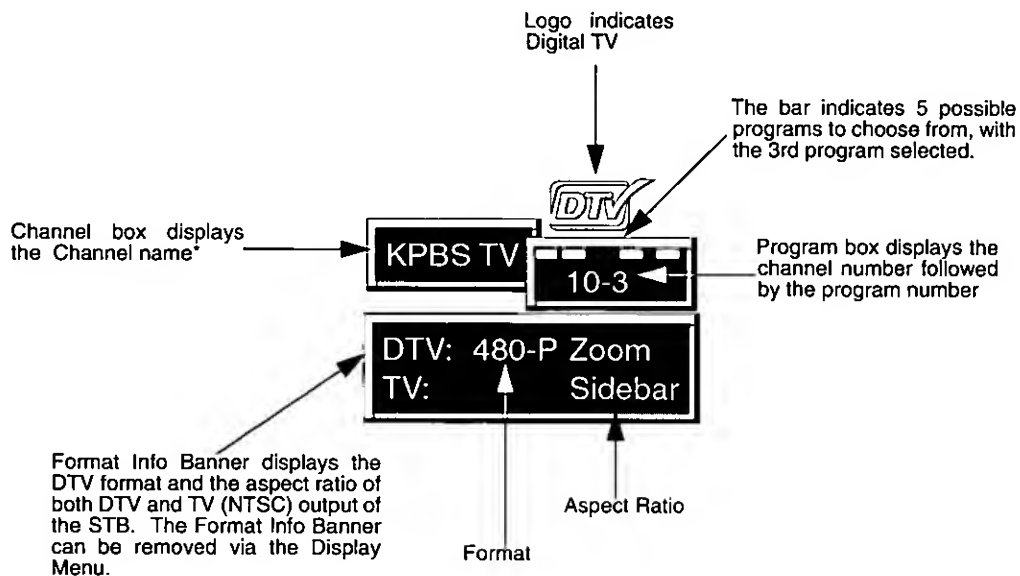 Logo indicates
Digital TV
The bar indicates 5 possible
programs to choose from, with
the 3rd program selected.
DTV
Channel box displays
the Channel name*
KPBS TV
10-3
Program box displays the
channel number followed
by the program number
DTV: 480-P Zoom
TV: Sidebar
Format Info Banner displays the
DTV format and the aspect ratio of
both DTV and TV (NTSC) output of
the STB. The Format Info Banner
can be removed via the Display
Menu.
Format
Aspect Ratio